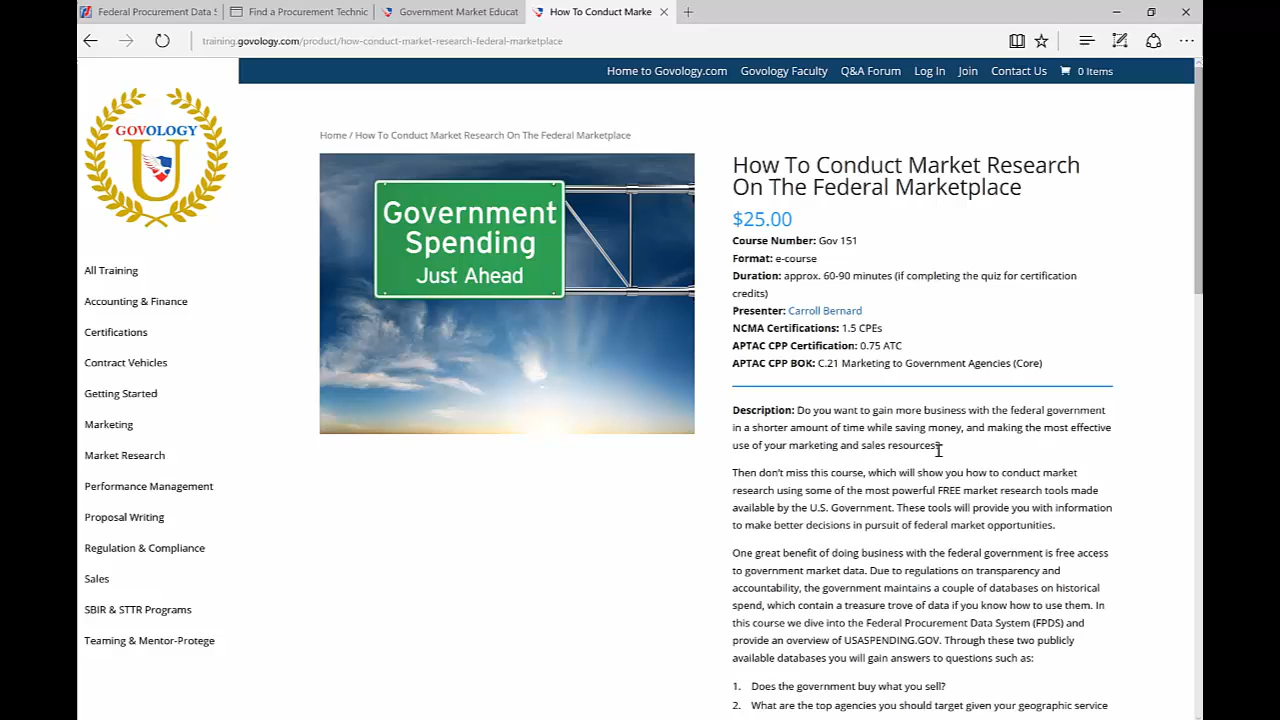 Federal Procurement Data S
Find a Procurement Technic
Government Market Educat
How To Conduct Marke
training.govology.com/product/how-conduct-market-research-federal-marketplace
Home to Govology.com Govology Faculty Q&A Forum Log In Join Contact Us 0 Items
GOVOLOGY
U
All Training
Accounting & Finance
Certifications
Contract Vehicles
Getting Started
Marketing
Market Research
Performance Management
Proposal Writing
Regulation & Compliance
Sales
SBIR & STTR Programs
Teaming & Mentor-Protege
Home / How To Conduct Market Research On The Federal Marketplace
Government
Spending
Just Ahead
How To Conduct Market Research
On The Federal Marketplace
$25.00
Course Number: Gov 151
Format: e-course
Duration: approx. 60-90 minutes (if completing the quiz for certification
credits)
Presenter: Carroll Bernard
NCMA Certifications: 1.5 CPEs
APTAC CPP Certification: 0.75 ATC
APTAC CPP BOK: C.21 Marketing to Government Agencies (Core)
Description: Do you want to gain more business with the federal government
in a shorter amount of time while saving money, and making the most effective
use of your marketing and sales resources?
Then don't miss this course, which will show you how to conduct market
research using some of the most powerful FREE market research tools made
available by the U.S. Government. These tools will provide you with information
to make better decisions in pursuit of federal market opportunities.
One great benefit of doing business with the federal government is free access
to government market data. Due to regulations on transparency and
accountability, the government maintains a couple of databases on historical
spend, which contain a treasure trove of data if you know how to use them. In
this course we dive into the Federal Procurement Data System (FPDS) and
provide an overview of USASPENDING.GOV. Through these two publicly
available databases you will gain answers to questions such as:
1. Does the government buy what you sell?
2. What are the top agencies you should target given your geographic service